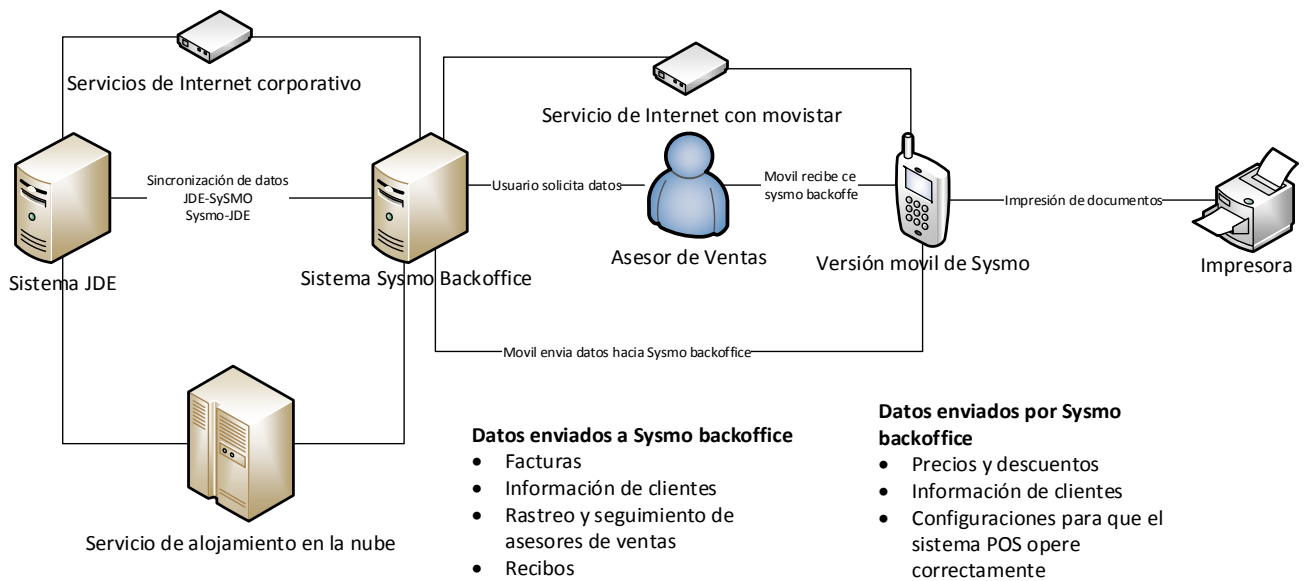 Servicios de Internet corporativo
Servicio de Internet con movistar
Sincronización de datos
JDE-SySMO
Sysmo-JDE
Usuario solicita datos
Movil recibe ce
sysmo backoffe
Impresión de documentos
Sistema JDE
Sistema Sysmo Backoffice
Asesor de Ventas
Versión movil de Sysmo
Impresora
Movil envia datos hacia Sysmo backoffice
Servicio de alojamiento en la nube
Datos enviados a Sysmo backoffice
• Facturas
• Información de clientes
• Rastreo y seguimiento de
asesores de ventas
• Recibos
Datos enviados por Sysmo
backoffice
• Precios y descuentos
• Información de clientes
• Configuraciones para que el
sistema POS opere
correctamente